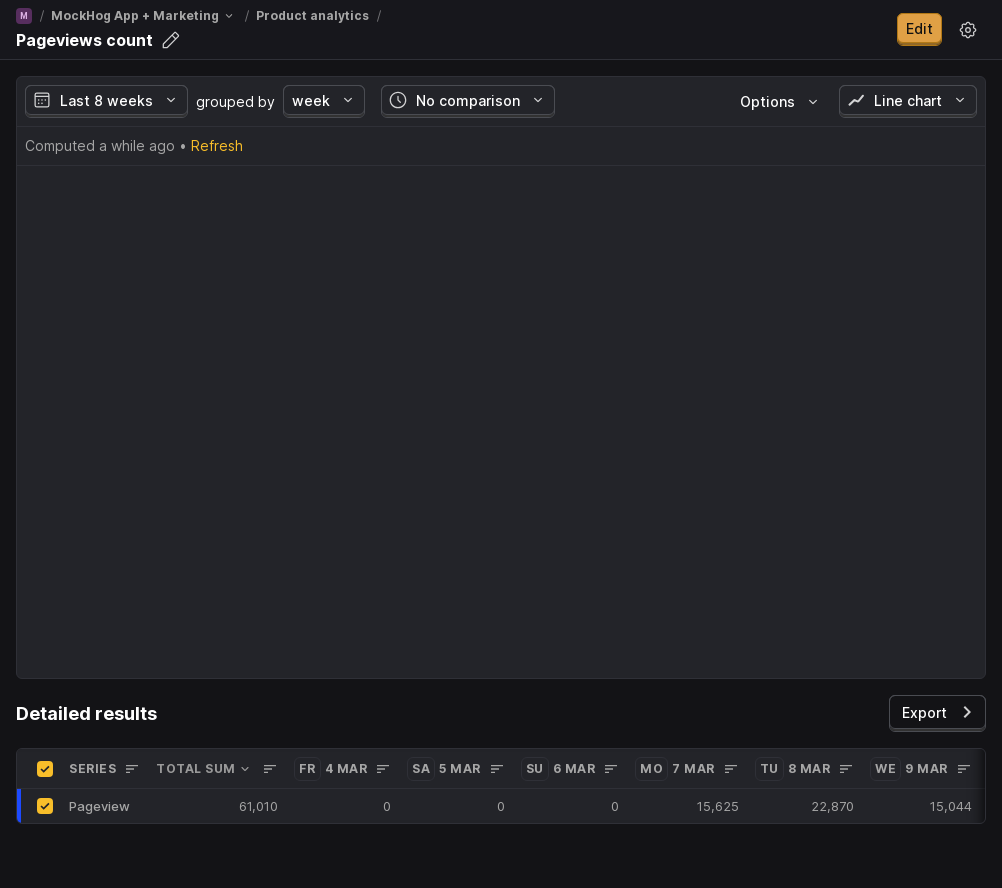 M / MockHog App + Marketing / Product analytics /
Pageviews count
Edit
Last 8 weeks grouped by week No comparison Options Line chart
Computed a while ago • Refresh
Detailed results
Export
SERIES TOTAL SUM FR 4 MAR SA 5 MAR SU 6 MAR MO 7 MAR TU 8 MAR WE 9 MAR
Pageview 61,010 0 0 0 15,625 22,870 15,044